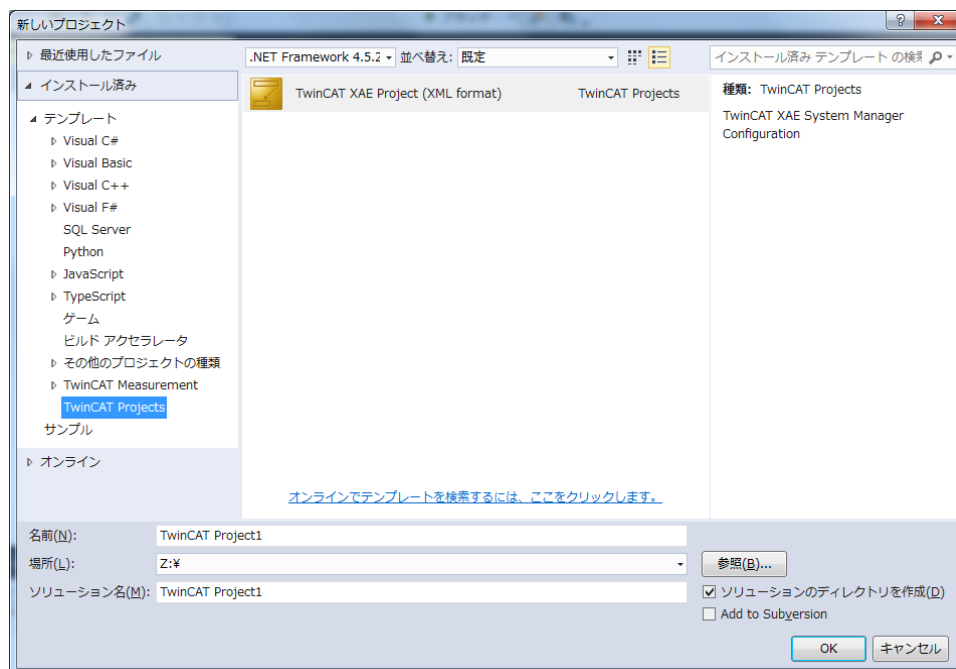 新しいプロジェクト
最近使用したファイル
インストール済み
テンプレート
Visual C#
Visual Basic
Visual C++
Visual F#
SQL Server
Python
JavaScript
TypeScript
ゲーム
ビルド アクセラレータ
その他のプロジェクトの種類
TwinCAT Measurement
TwinCAT Projects
サンプル
オンライン
.NET Framework 4.5.2 並べ替え: 既定
TwinCAT XAE Project (XML format) TwinCAT Projects
オンラインでテンプレートを検索するには、ここをクリックします。
インストール済み テンプレート の検索
種類: TwinCAT Projects
TwinCAT XAE System Manager
Configuration
名前(N): TwinCAT Project1
場所(L): Z:¥
参照(B)...
ソリューション名(M): TwinCAT Project1
ソリューションのディレクトリを作成(D)
Add to Subversion
OK キャンセル